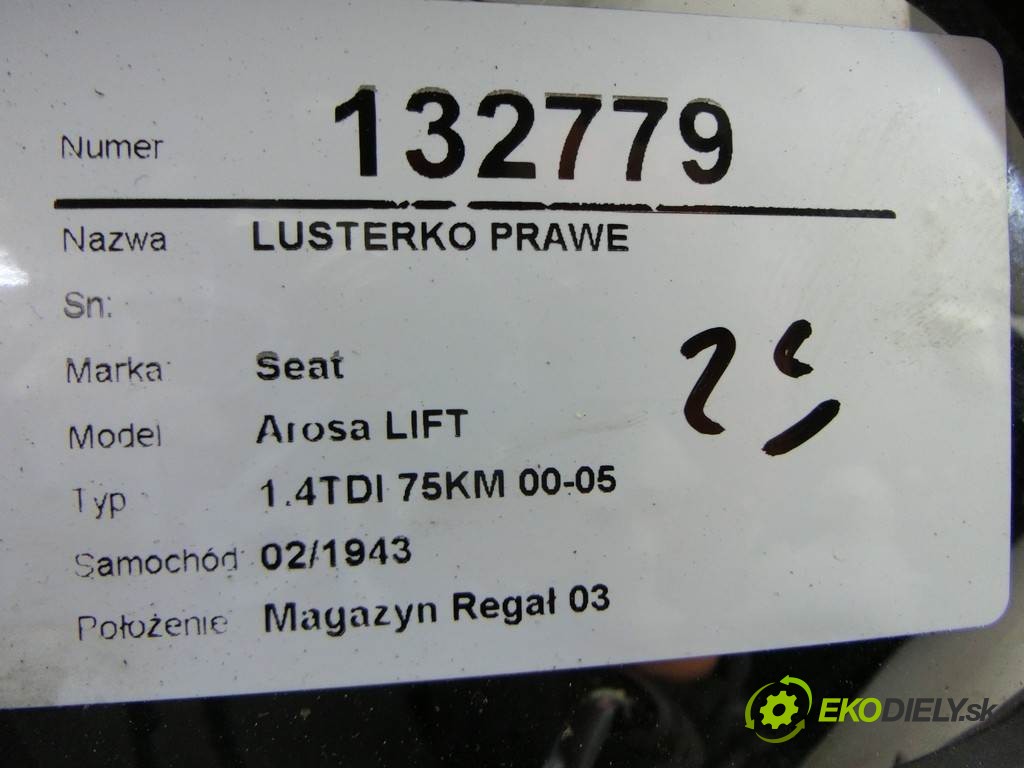 Numer 132779
Nazwa LUSTERKO PRAWE
Sn:
Marka: Seat
Model Arosa LIFT
25
Typ 1.4TDI 75KM 00-05
Samochód: 02/1943
Położenie Magazyn Regał 03
EKODIELY.sk